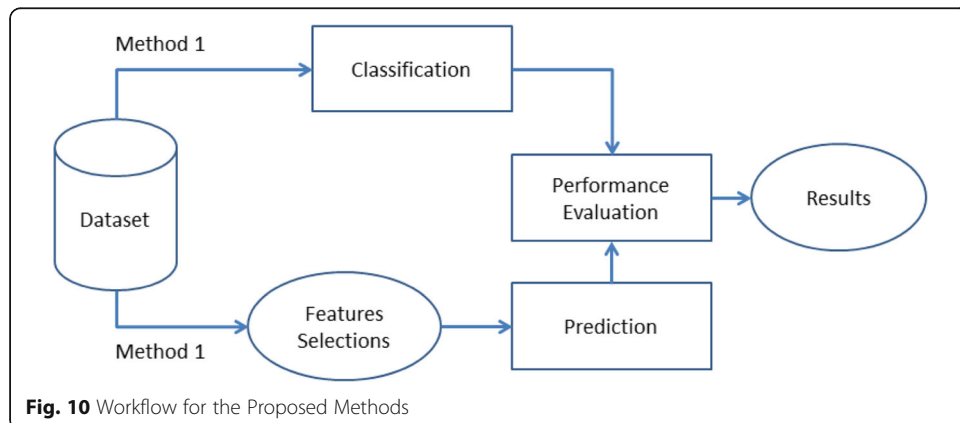 Method 1
Classification
Dataset
Performance
Evaluation
Results
Features
Selections
Prediction
Method 1
Fig. 10 Workflow for the Proposed Methods